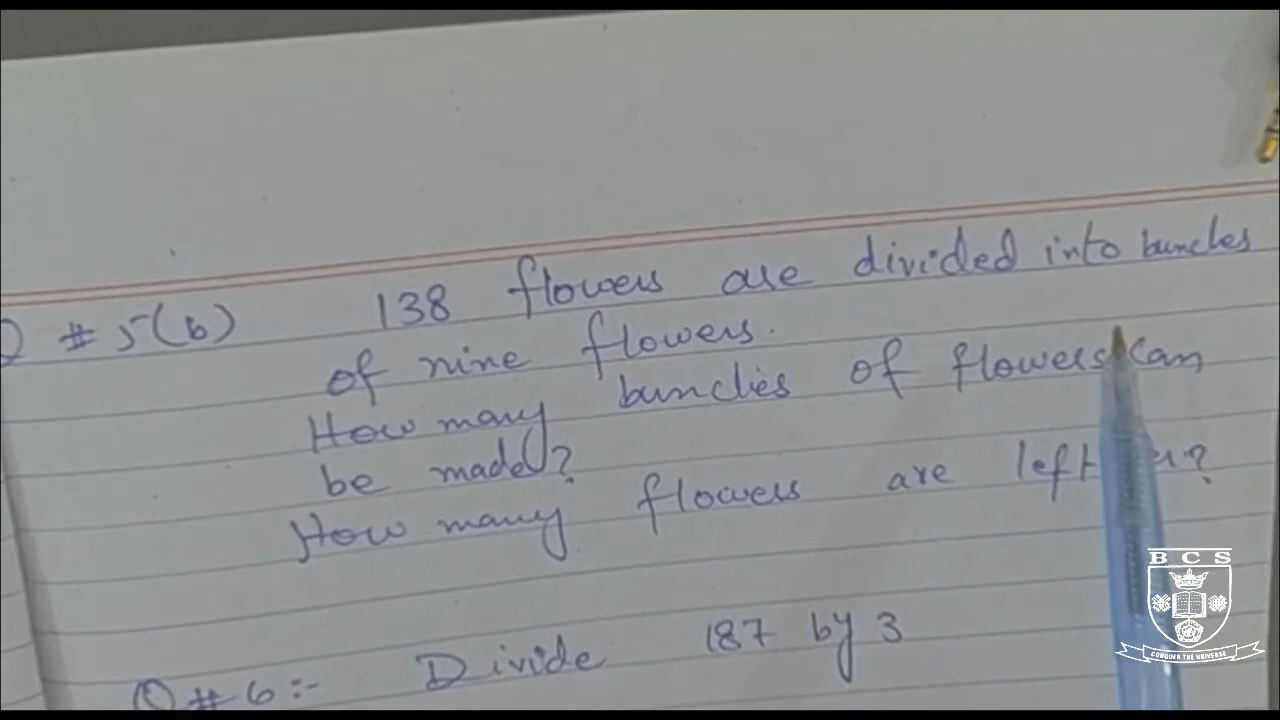 Q # 5(b) 138 flowers are divided into bunches
of nine flowers.
How many bunches of flowers can
be made?
How many flowers are left
Q # 6:- Divide 187 by 3
BCS
CONQUER THE UNIVERSE